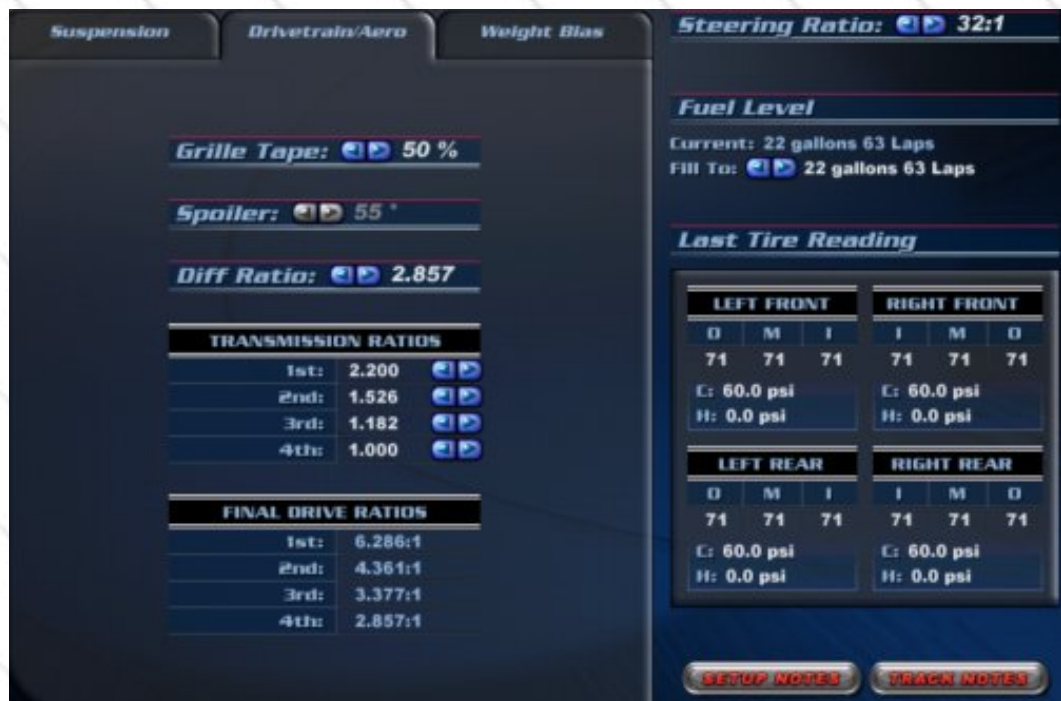 Suspension
Drivetrain/Aero
Weight Bias
Grille Tape: 50 %
Spoiler: 55 °
Diff Ratio: 2.857
TRANSMISSION RATIOS
1st: 2.200
2nd: 1.526
3rd: 1.182
4th: 1.000
FINAL DRIVE RATIOS
1st: 6.286:1
2nd: 4.361:1
3rd: 3.377:1
4th: 2.857:1
Steering Ratio: 32:1
Fuel Level
Current: 22 gallons 63 Laps
Fill To: 22 gallons 63 Laps
Last Tire Reading
LEFT FRONT
O M I
71 71 71
C: 60.0 psi
H: 0.0 psi
RIGHT FRONT
I M O
71 71 71
C: 60.0 psi
H: 0.0 psi
LEFT REAR
O M I
71 71 71
C: 60.0 psi
H: 0.0 psi
RIGHT REAR
I M O
71 71 71
C: 60.0 psi
H: 0.0 psi
SETUP NOTES
TRACK NOTES